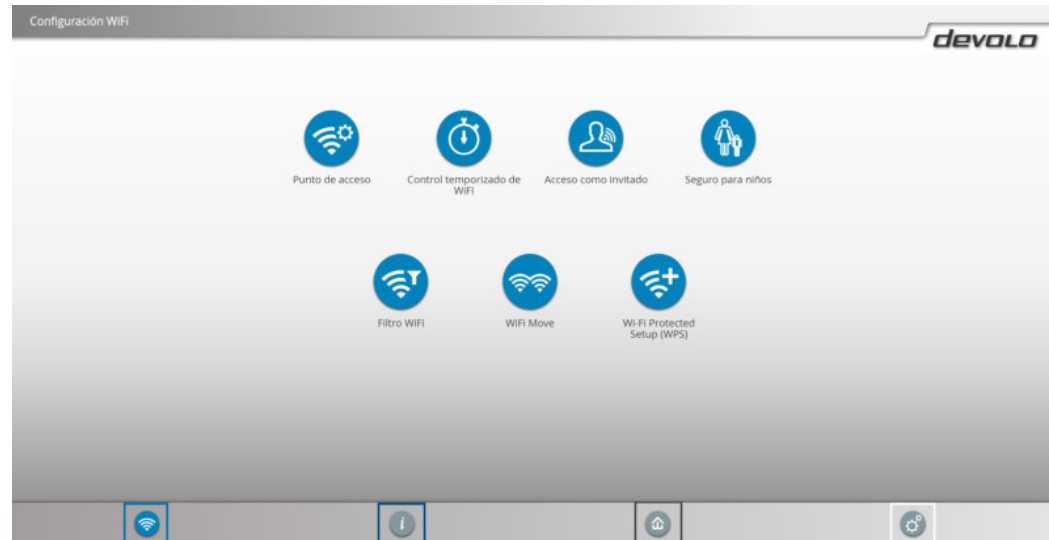 Configuración WiFi
devolo
Punto de acceso
Control temporizado de
WiFi
Acceso como invitado
Seguro para niños
Filtro WiFi
WiFi Move
Wi-Fi Protected
Setup (WPS)